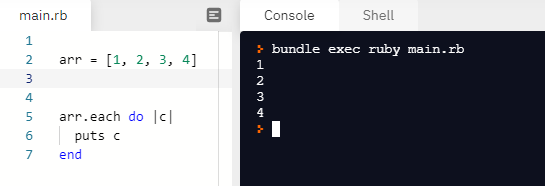 main.rb
1
2 arr = [1, 2, 3, 4]
3
4
5 arr.each do |c|
6 puts c
7 end
Console
Shell
bundle exec ruby main.rb
1
2
3
4